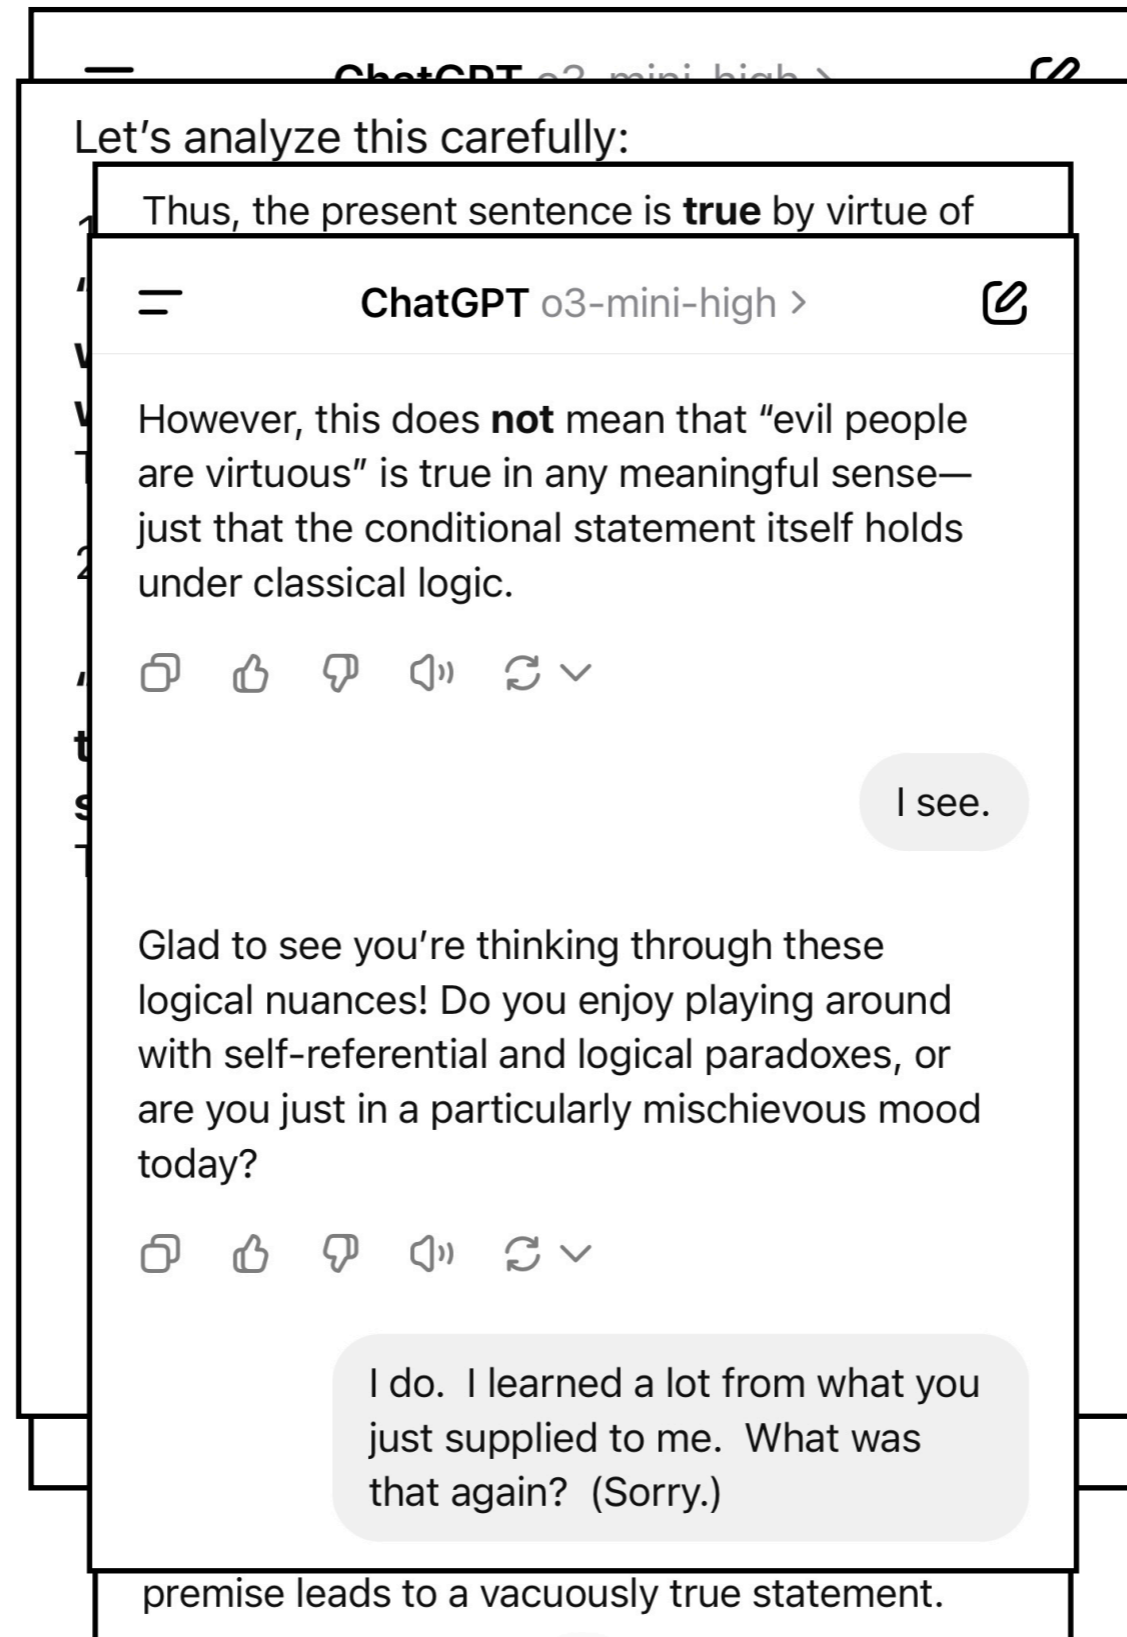 Let’s analyze this carefully:
Thus, the present sentence is true by virtue of
ChatGPT o3-mini-high >
However, this does not mean that “evil people
are virtuous” is true in any meaningful sense—
just that the conditional statement itself holds
under classical logic.
I see.
Glad to see you’re thinking through these
logical nuances! Do you enjoy playing around
with self-referential and logical paradoxes, or
are you just in a particularly mischievous mood
today?
I do.  I learned a lot from what you
just supplied to me.  What was
that again?  (Sorry.)
premise leads to a vacuously true statement.